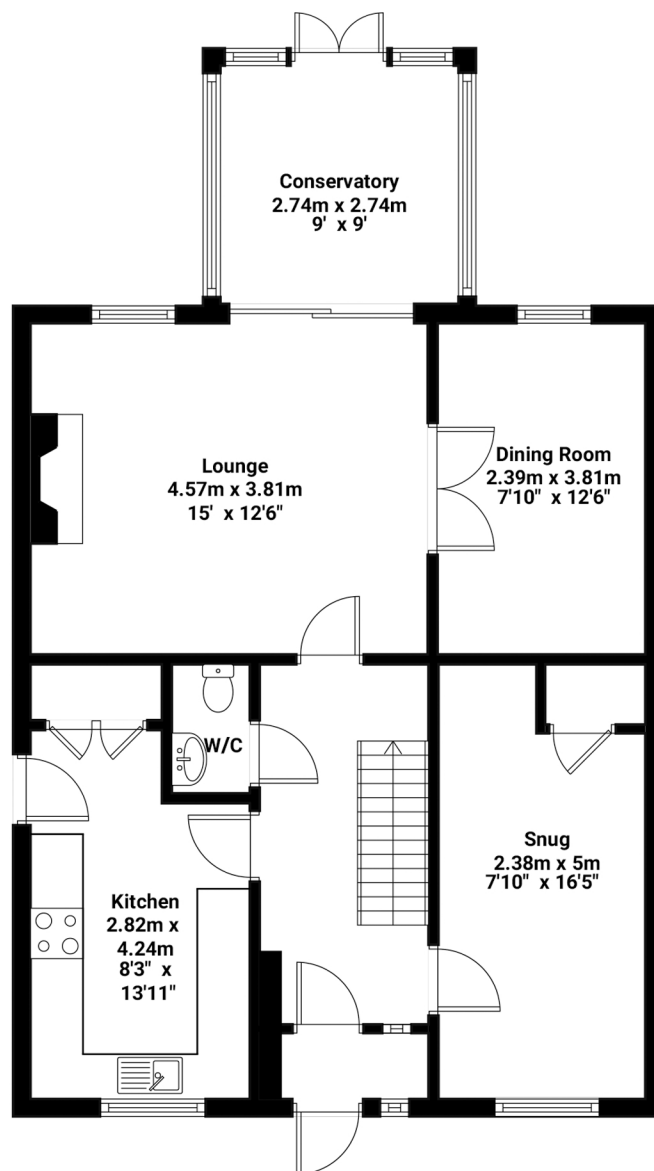 Conservatory
2.74m x 2.74m
9' x 9'
Lounge
4.57m x 3.81m
15' x 12'6"
Dining Room
2.39m x 3.81m
7'10" x 12'6"
W/C
Kitchen
2.82m x
4.24m
8'3" x
13'11"
Snug
2.38m x 5m
7'10" x 16'5"